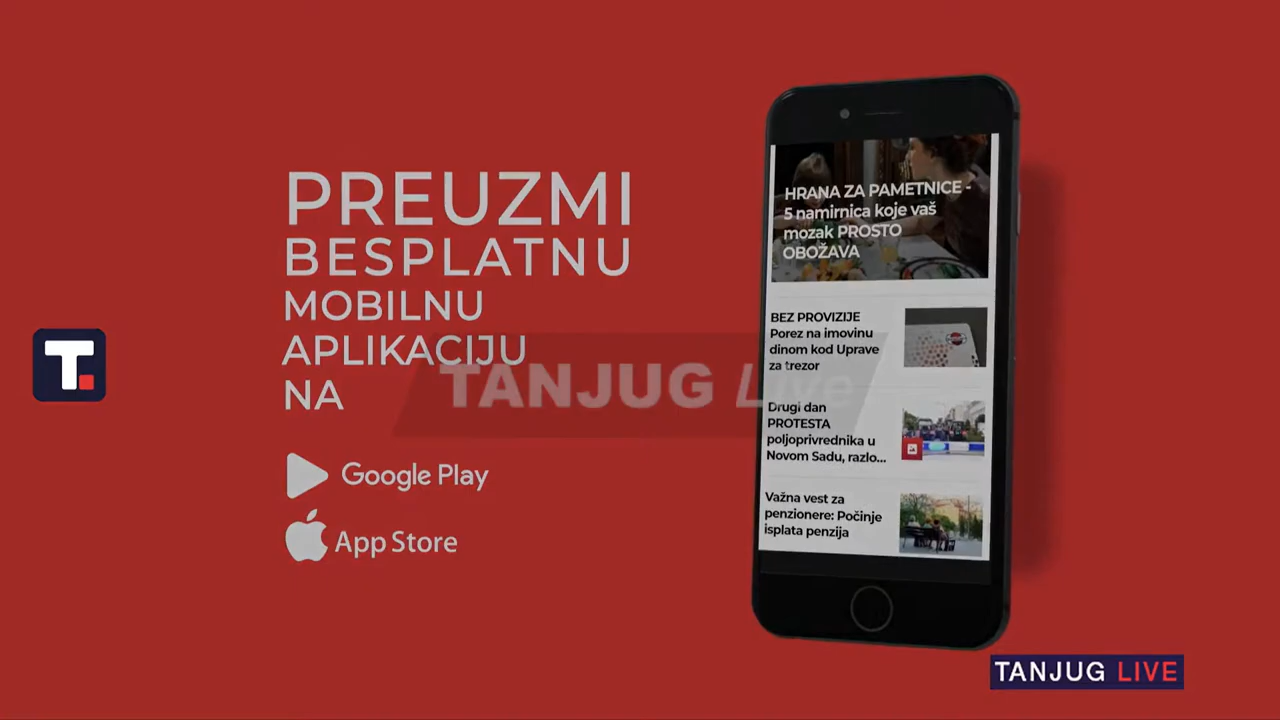 PREUZMI
BESPLATNU
MOBILNU
APLIKACIJU
NA
Google Play
App Store
T.
TANJUG Live
HRANA ZA PAMETNICE -
5 namirnica koje vaš
mozak PROSTO
OBOŽAVA
BEZ PROVIZIJE
Porez na imovinu
dinom kod Uprave
za trezor
Drugi dan
PROTESTA
poljoprivrednika u
Novom Sadu, razlo...
Važna vest za
penzionere: Počinje
isplata penzija
TANJUG LIVE